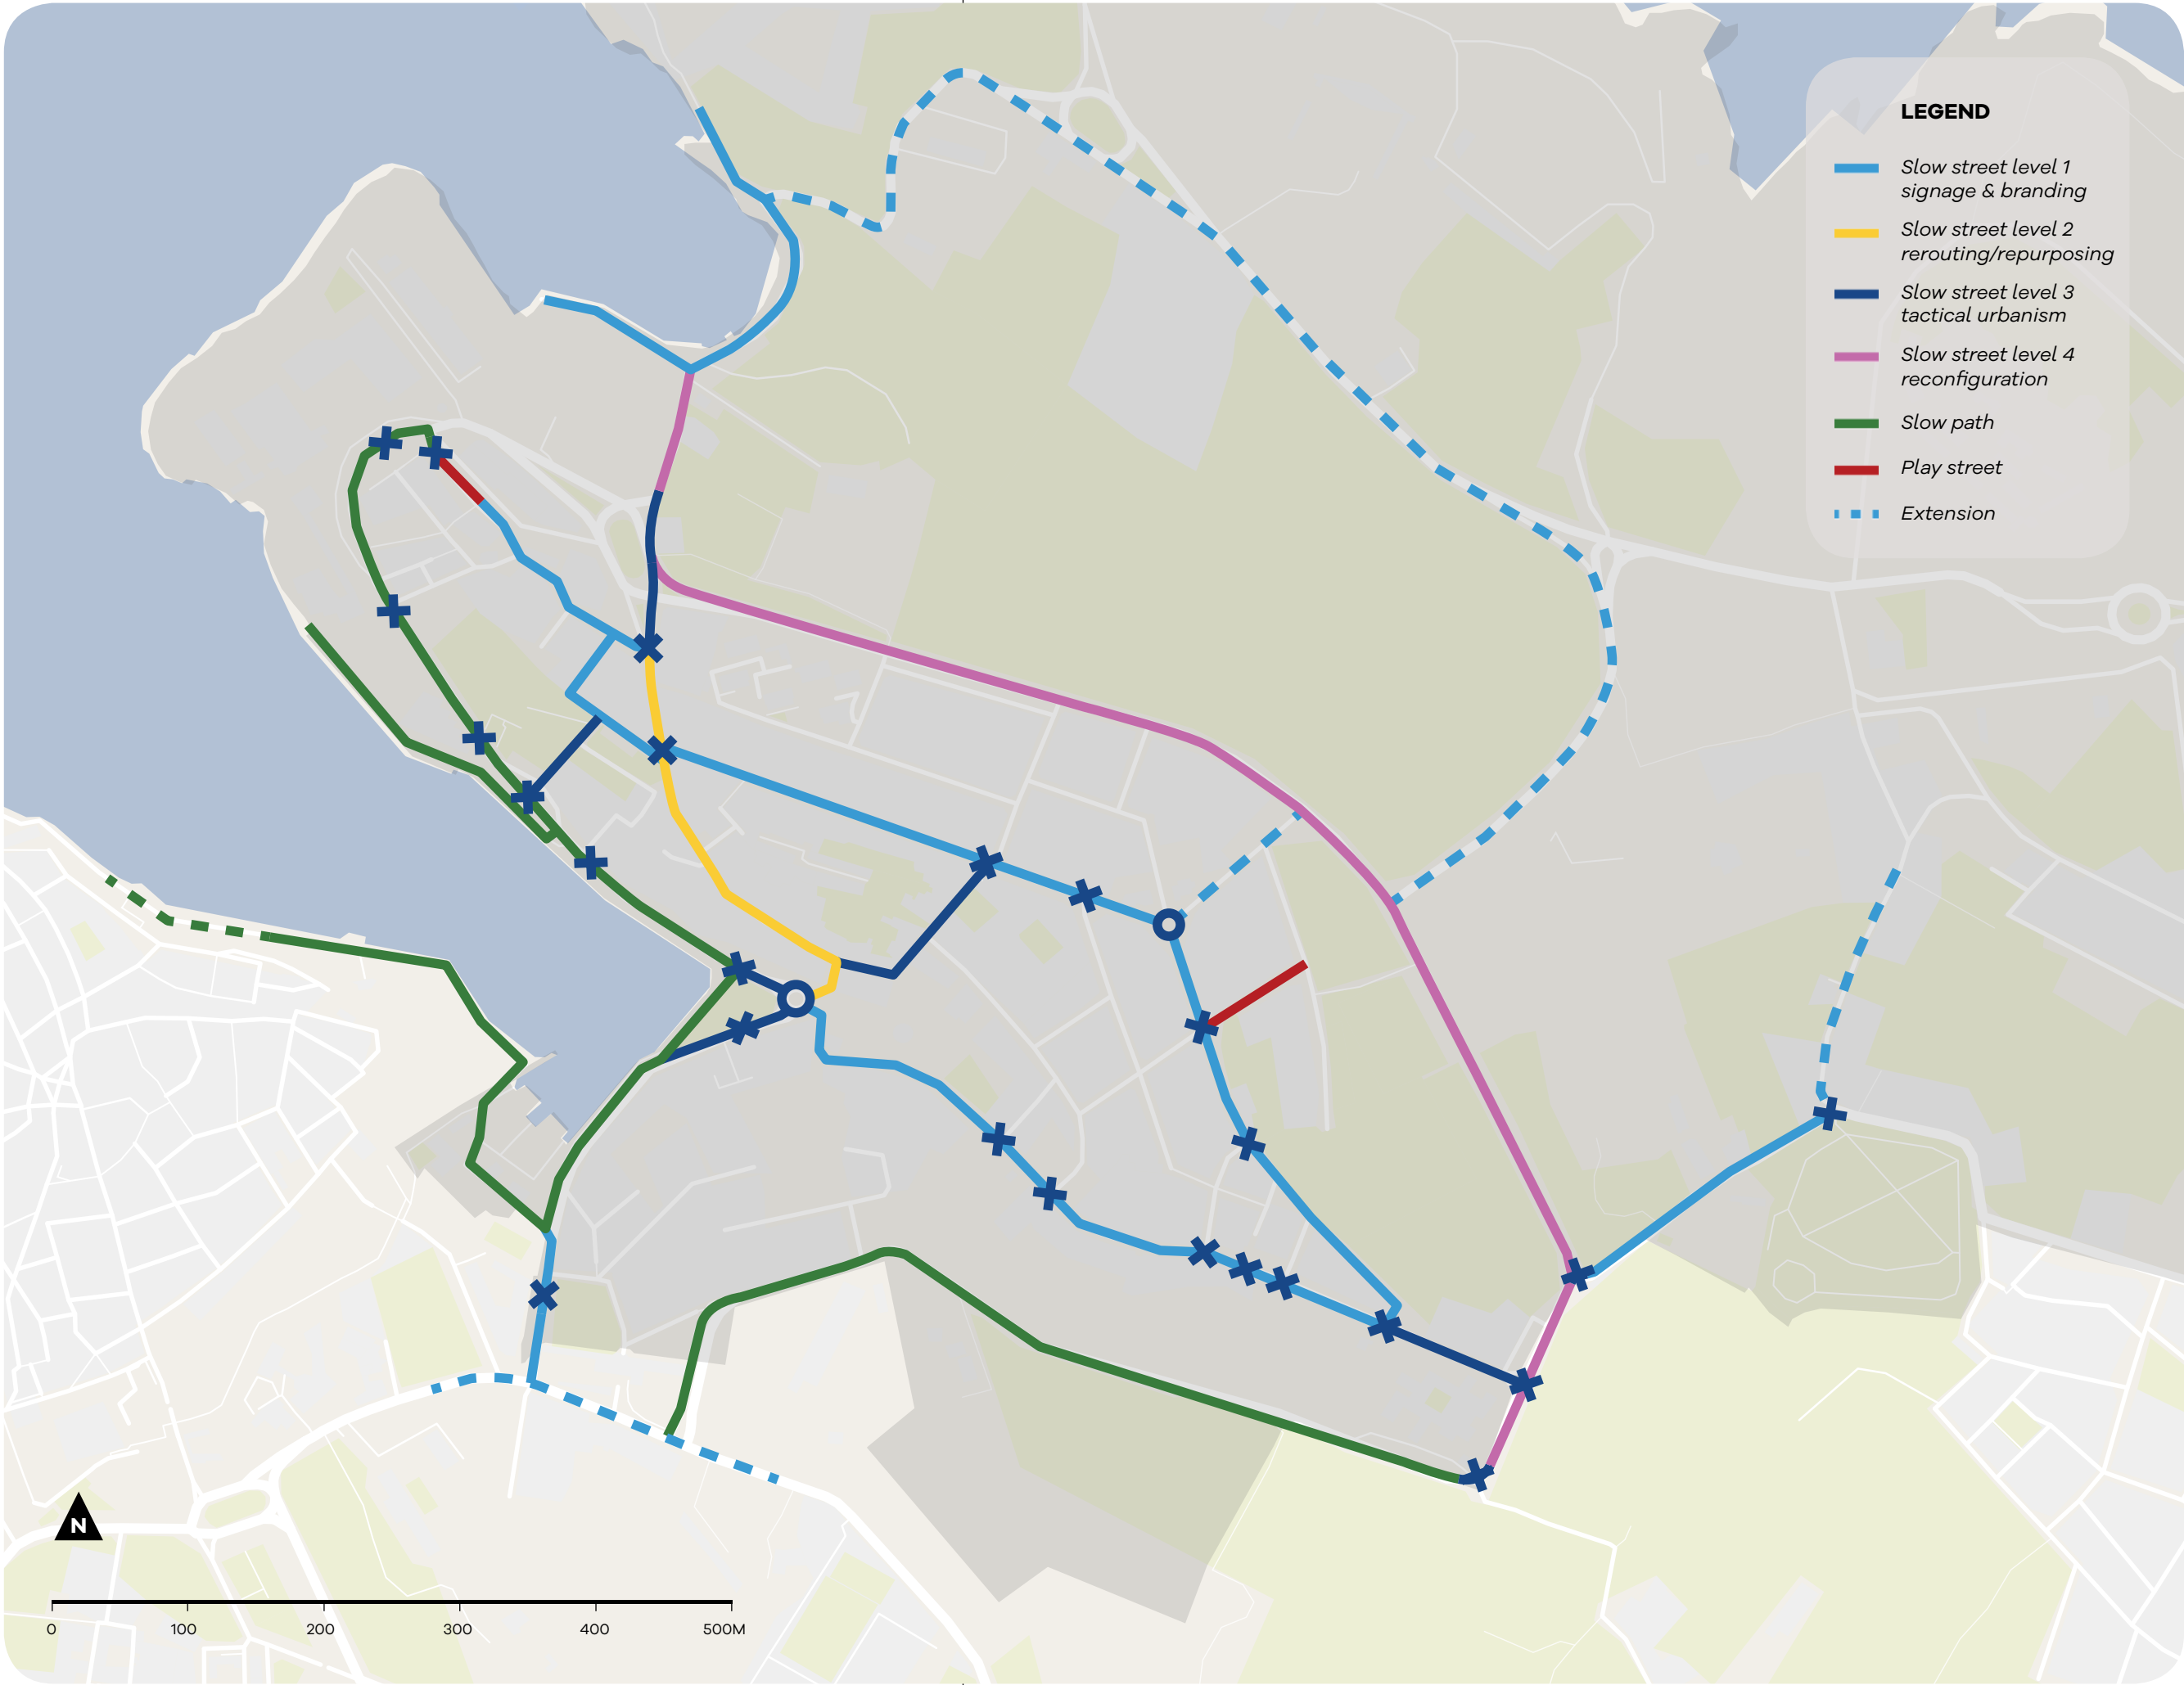 LEGEND
Slow street level 1
signage & branding
Slow street level 2
rerouting/repurposing
Slow street level 3
tactical urbanism
Slow street level 4
reconfiguration
Slow path
Play street
Extension
N
0 100 200 300 400 500M